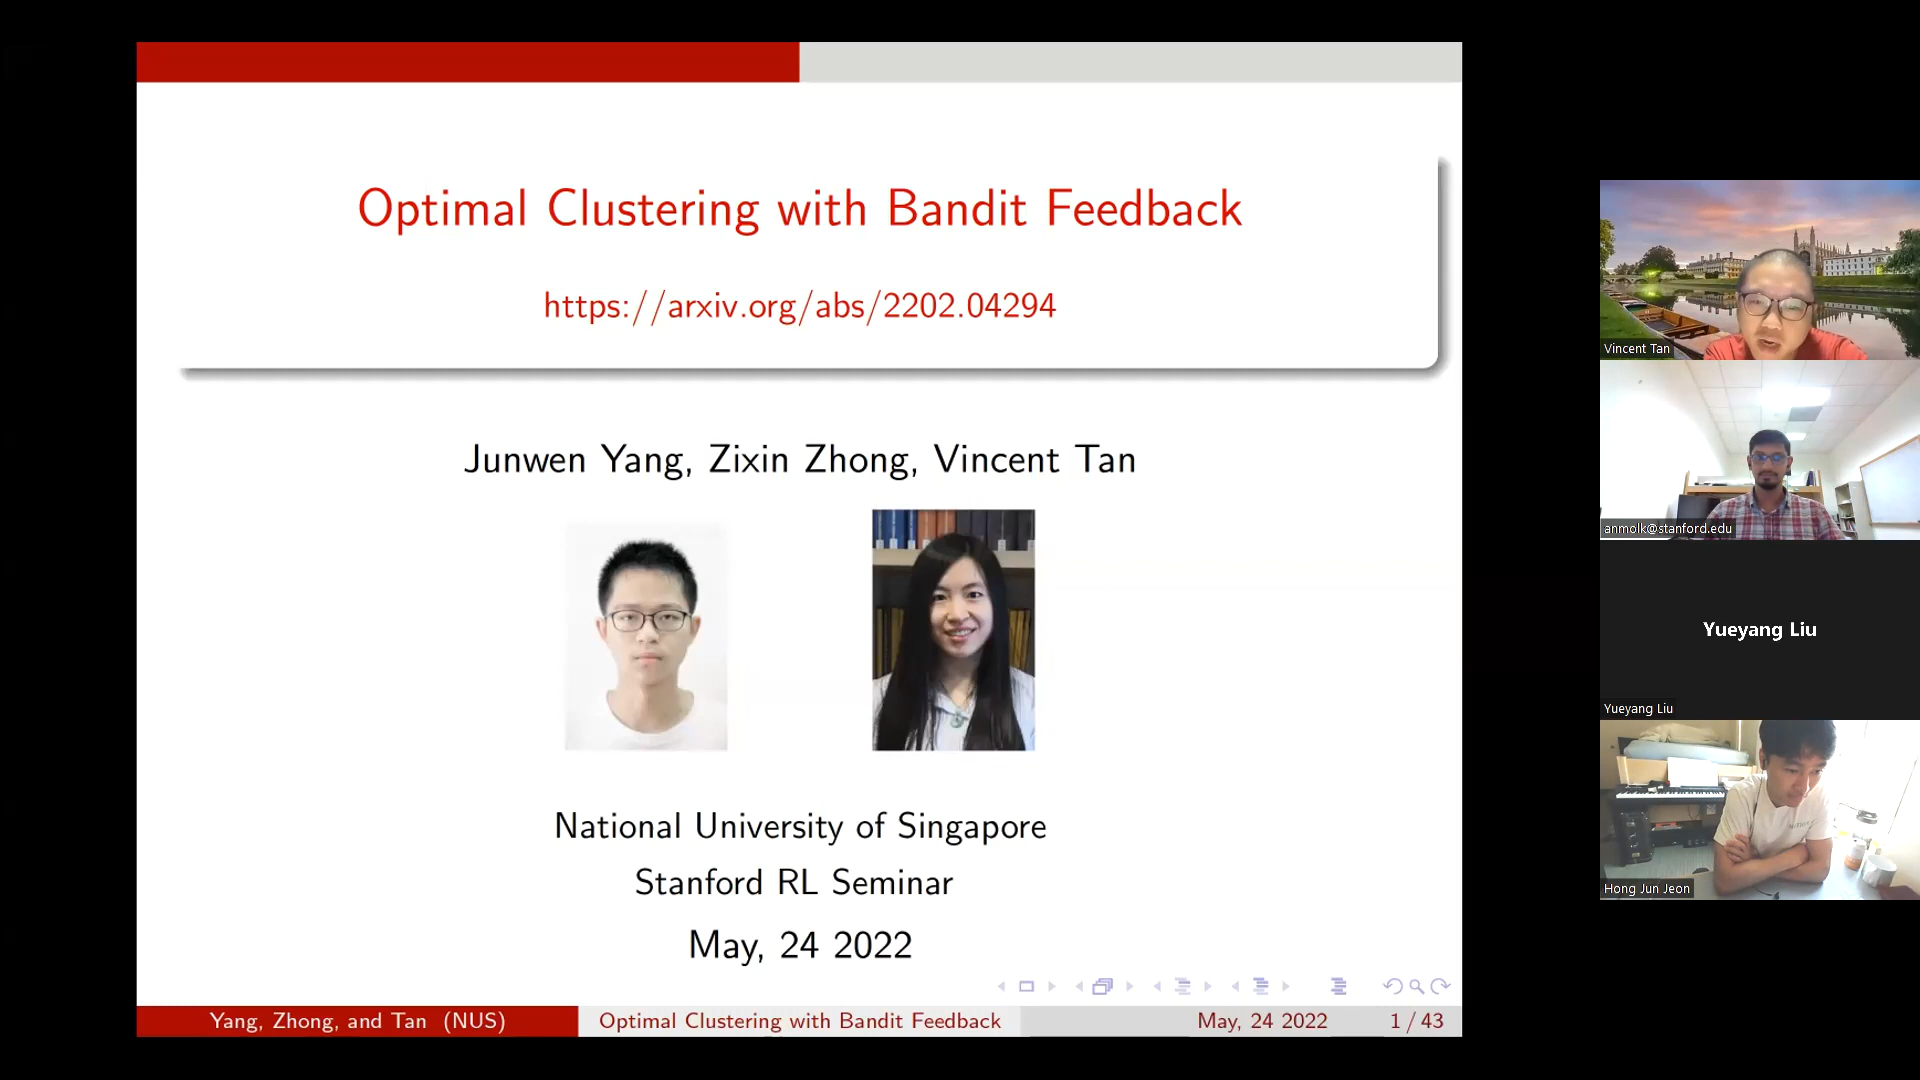 Optimal Clustering with Bandit Feedback
https://arxiv.org/abs/2202.04294
Junwen Yang, Zixin Zhong, Vincent Tan
National University of Singapore
Stanford RL Seminar
May, 24 2022
Yang, Zhong, and Tan (NUS)
Optimal Clustering with Bandit Feedback
May, 24 2022
1 / 43
Vincent Tan
anmolk@stanford.edu
Yueyang Liu
Yueyang Liu
Hong Jun Jeon